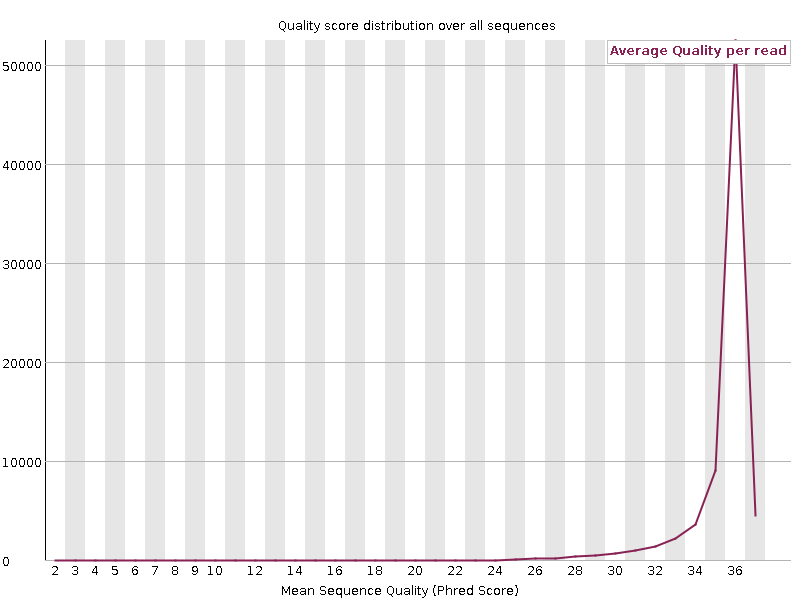 Quality score distribution over all sequences
Average Quality per read
50000
40000
30000
20000
10000
0
2 3 4 5 6 7 8 9 10 12 14 16 18 20 22 24 26 28 30 32 34 36
Mean Sequence Quality (Phred Score)